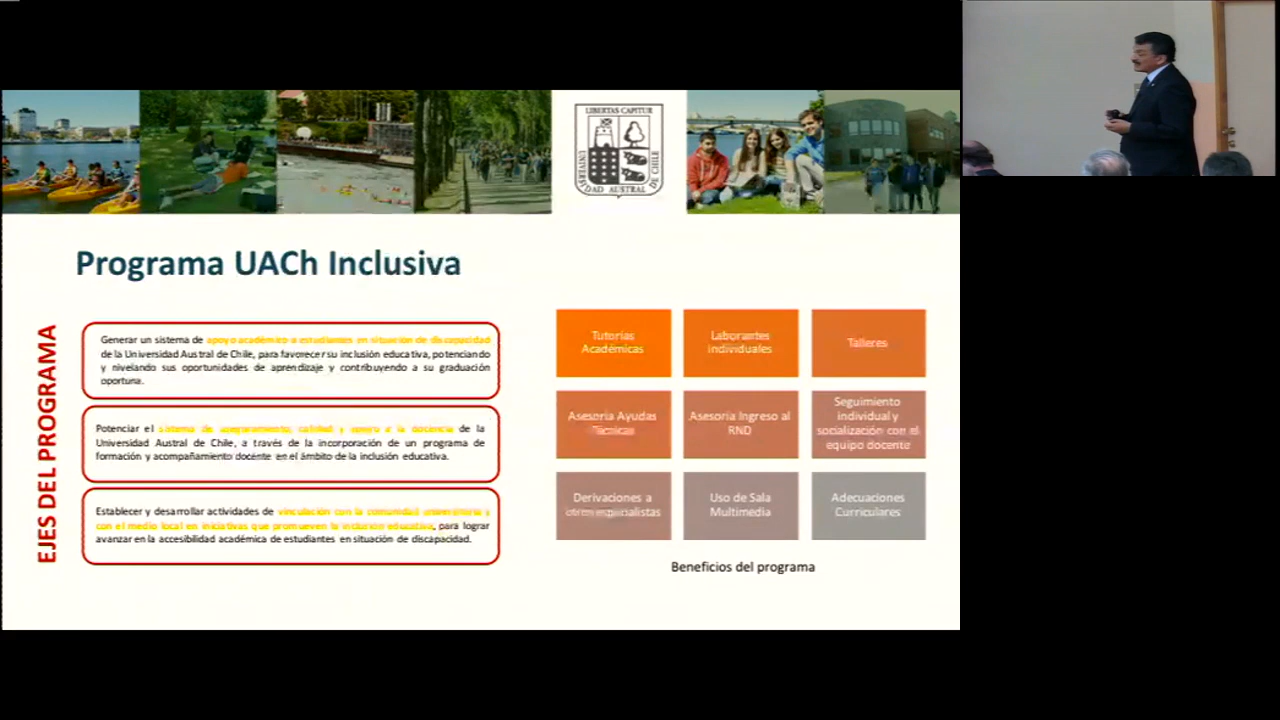 LIBERTAS CAPITUR
UNIVERSIDAD AUSTRAL DE CHILE
Programa UACh Inclusiva
EJES DEL PROGRAMA
Generar un sistema de apoyo académico a estudiantes en situación de discapacidad
de la Universidad Austral de Chile, para favorecer su inclusión educativa, potenciando
y nivelando sus oportunidades de aprendizaje y contribuyendo a su graduación
oportuna.
Potenciar el sistema de aseguramiento, calidad y apoyo a la docencia de la
Universidad Austral de Chile, a través de la incorporación de un programa de
formación y acompañamiento docente en el ámbito de la inclusión educativa.
Establecer y desarrollar actividades de vinculación con la comunidad universitaria y
con el medio local en iniciativas que promueven la inclusión educativa, para lograr
avanzar en la accesibilidad académica de estudiantes en situación de discapacidad.
Tutorías
Académicas
Laborantes
individuales
Talleres
Asesoría Ayudas
Técnicas
Asesoría Ingreso al
RND
Seguimiento
individual y
socialización con el
equipo docente
Derivaciones a
otros especialistas
Uso de Sala
Multimedia
Adecuaciones
Curriculares
Beneficios del programa